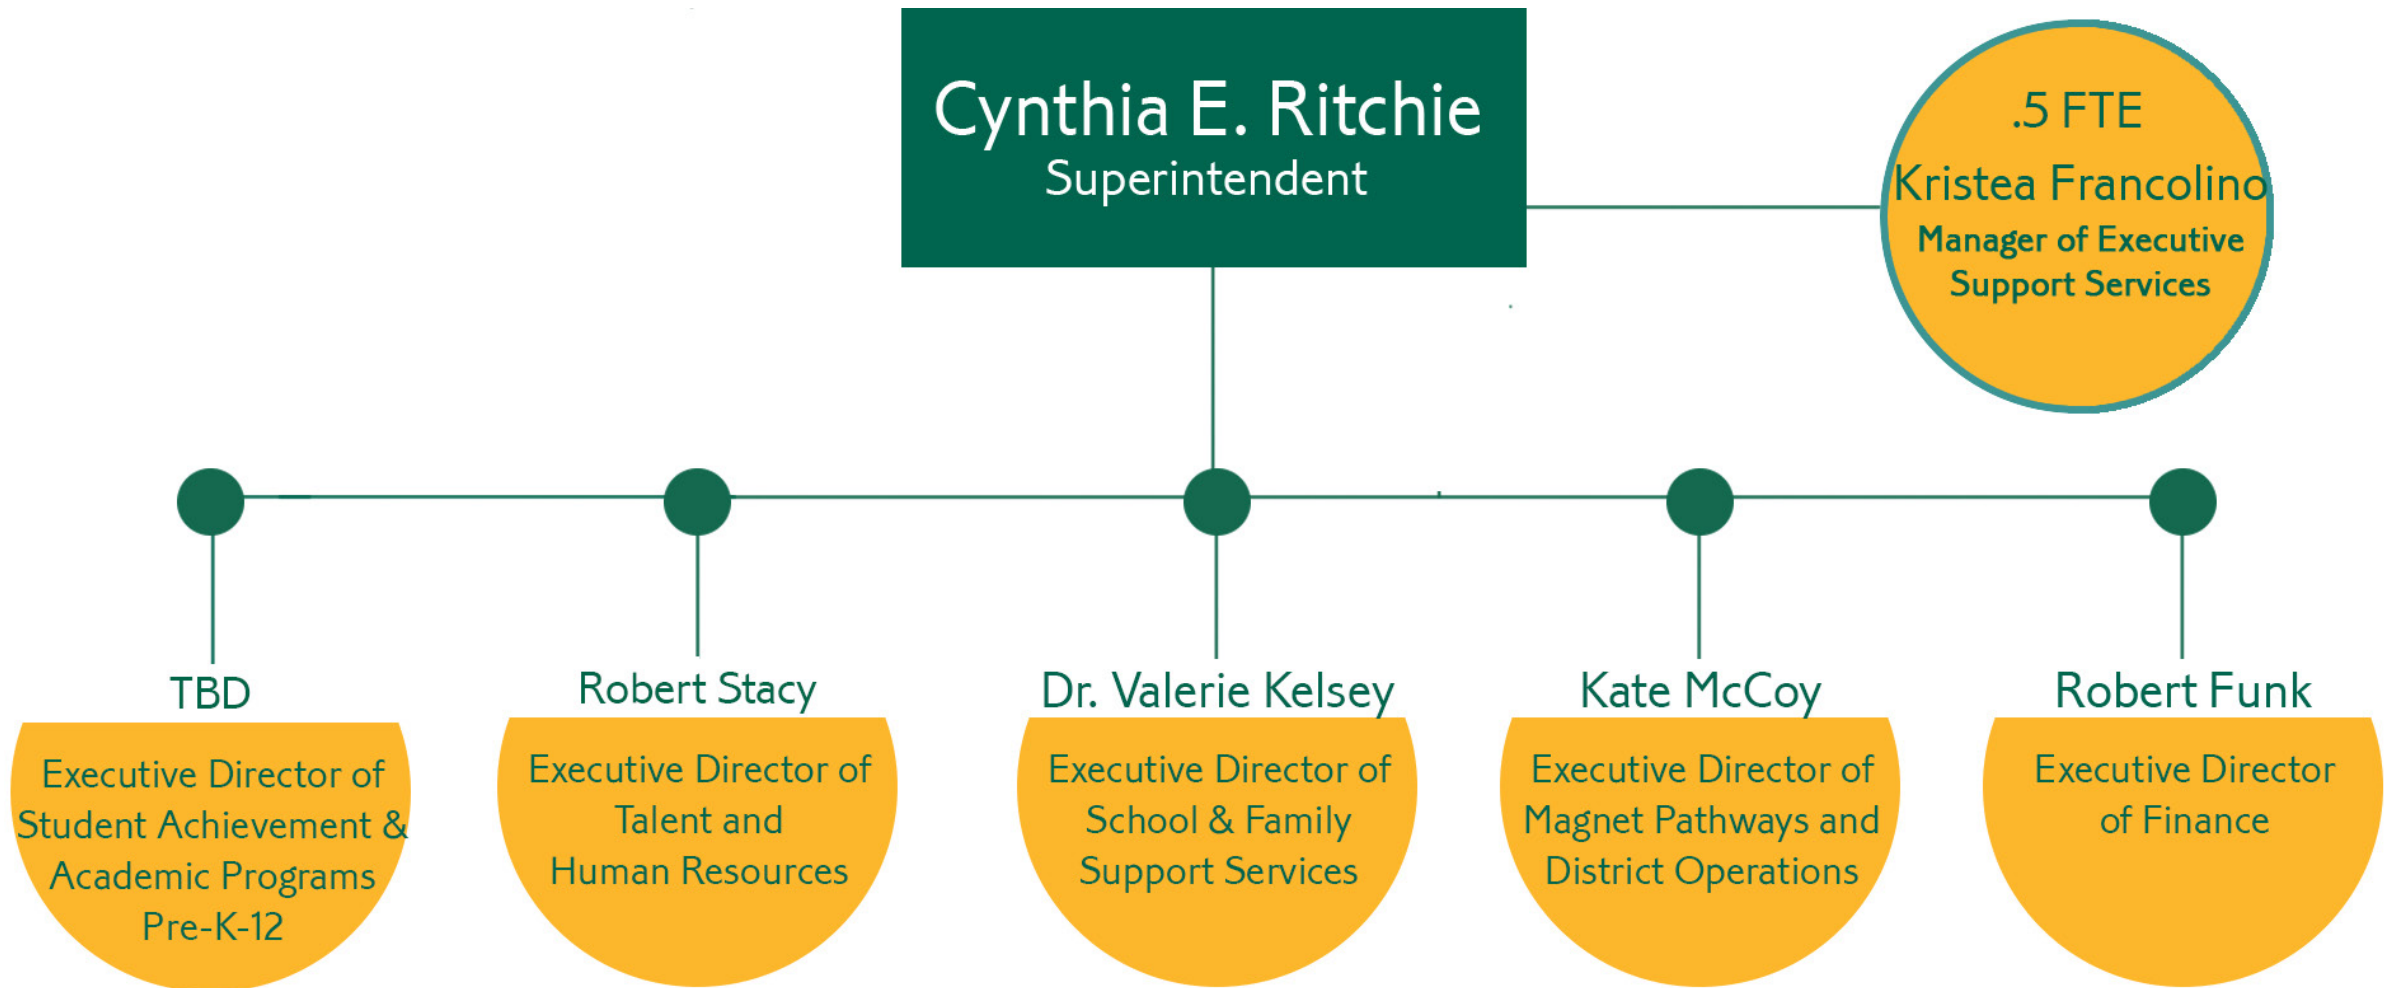 Cynthia E. Ritchie
Superintendent
.5 FTE
Kristea Francolino
Manager of Executive
Support Services
TBD
Executive Director of
Student Achievement &
Academic Programs
Pre-K-12
Robert Stacy
Executive Director of
Talent and
Human Resources
Dr. Valerie Kelsey
Executive Director of
School & Family
Support Services
Kate McCoy
Executive Director of
Magnet Pathways and
District Operations
Robert Funk
Executive Director
of Finance